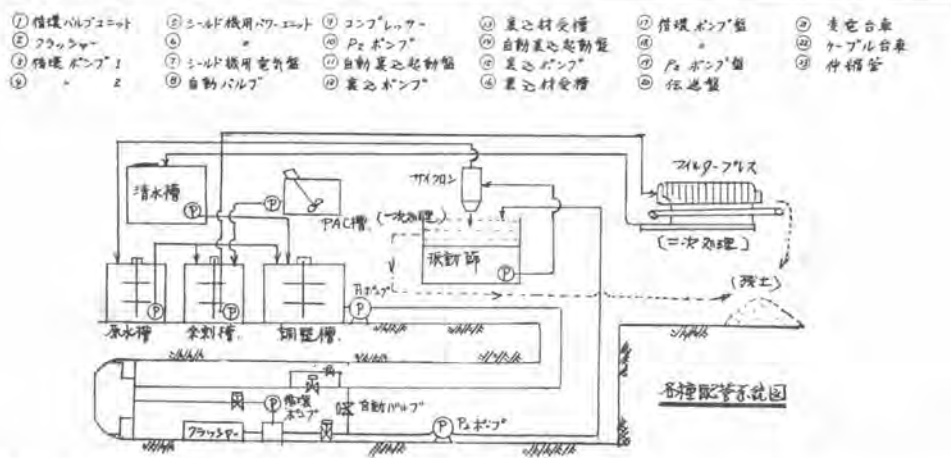 ① 循環バルブユニット ⑤ シールド機用パワーユニット ⑨ コンプレッサー ⑬ 裏込材受槽 ⑰ 循環ポンプ盤 ㉑ 受電台車
② クラッシャー ⑥ 〃 ⑩ P2ポンプ ⑭ 自動裏込起動盤 ⑱ 〃 ㉒ ケーブル台車
③ 循環ポンプ1 ⑦ シールド機用電気盤 ⑪ 自動裏込起動盤 ⑮ 裏込ポンプ ⑲ P2ポンプ盤 ㉓ 伸縮管
④ 〃 2 ⑧ 自動バルブ ⑫ 裏込ポンプ ⑯ 裏込材受槽 ⑳ 伝送盤
フィルタープレス
サイクロン
清水槽
P
P
PAC槽
(一次処理)
(二次処理)
振動篩
P
(残土)
P
P
P1ポンプ
P
原水槽
余剰槽
調整槽
各種配管系統図
P
循環
ポンプ
自動バルブ
クラッシャー
P
P2ポンプ